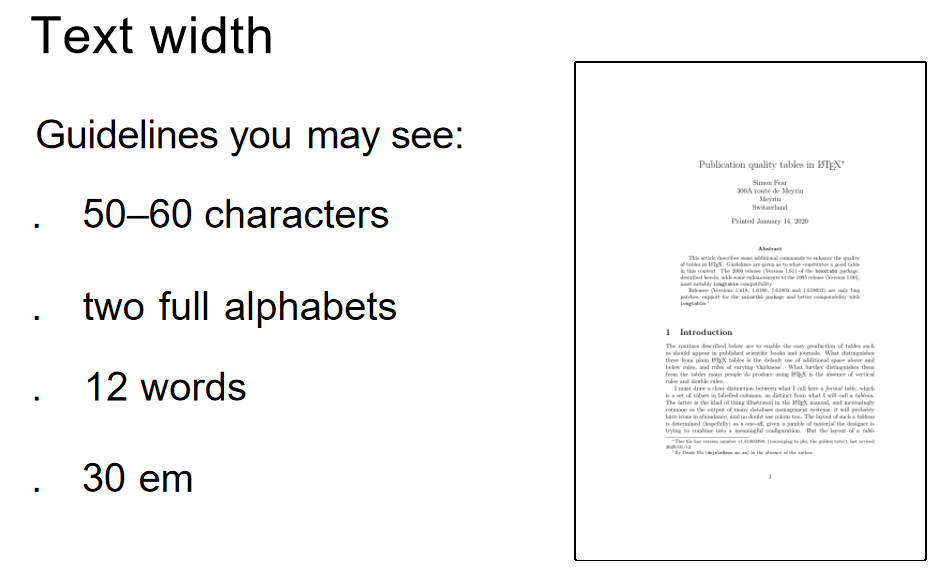 Text width
Guidelines you may see:
. 50–60 characters
. two full alphabets
. 12 words
. 30 em
Publication quality tables in LATEX*
Simon Fear
300A route de Meyrin
Meyrin
Switzerland
Printed January 14, 2020
Abstract
This article describes some additional commands to enhance the quality
of tables in LATEX. Guidelines are given as to what constitutes a good table
in this context. The 2000 release (Version 1.61) of the booktabs package,
described herein, adds some enhancements to the 1995 release (Version 1.00),
most notably longtable compatibility.
Releases (Versions 1.618, 1.6180, 1.61803 and 1.618033) are only bug
patches, support for the colortbl package and better compatability with
longtable.¹
1 Introduction
The routines described below are to enable the easy production of tables such
as should appear in published scientific books and journals. What distinguishes
these from plain LATEX tables is the default use of additional space above and
below rules, and rules of varying ‘thickness’. What further distinguishes them
from the tables many people do produce using LATEX is the absence of vertical
rules and double rules.
I must draw a clear distinction between what I call here a formal table, which
is a set of values in labelled columns, as distinct from what I will call a tableau.
The latter is the kind of thing illustrated in the LATEX manual, and increasingly
common as the output of many database management systems; it will probably
have icons in abundance, and no doubt use colour too. The layout of such a tableau
is determined (hopefully) as a one-off, given a jumble of material the designer is
trying to combine into a meaningful configuration. But the layout of a table
*This file has version number v1.61803398, (converging to phi, the golden ratio), last revised
2020/01/12.
in the absence of the author.
1